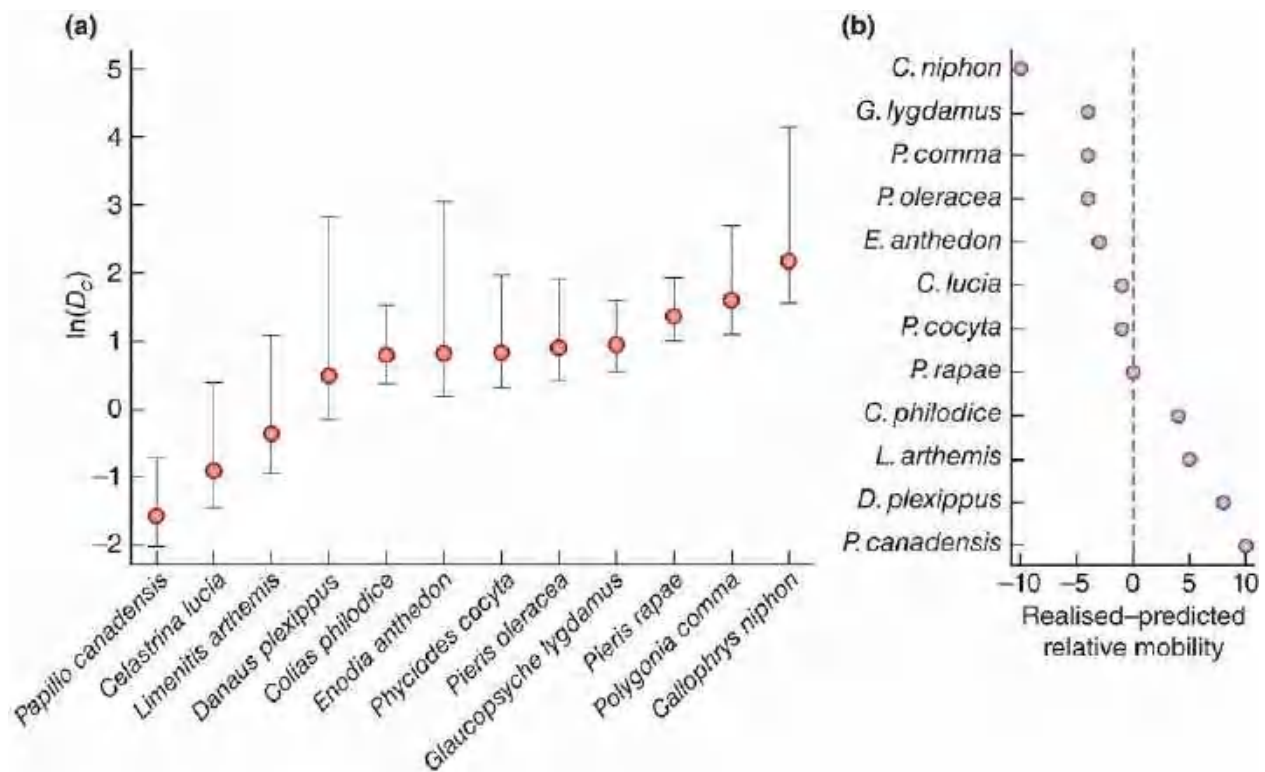 (a)
5
4
3
2
1
0
–1
–2
ln(Dc)
Papilio canadensis
Celastrina lucia
Limenitis arthemis
Danaus plexippus
Colias philodice
Enodia anthedon
Phyciodes cocyta
Pieris oleracea
Glaucopsyche lygdamus
Pieris rapae
Polygonia comma
Callophrys niphon
(b)
C. niphon
G. lygdamus
P. comma
P. oleracea
E. anthedon
C. lucia
P. cocyta
P. rapae
C. philodice
L. arthemis
D. plexippus
P. canadensis
–10 –5 0 5 10
Realised–predicted
relative mobility